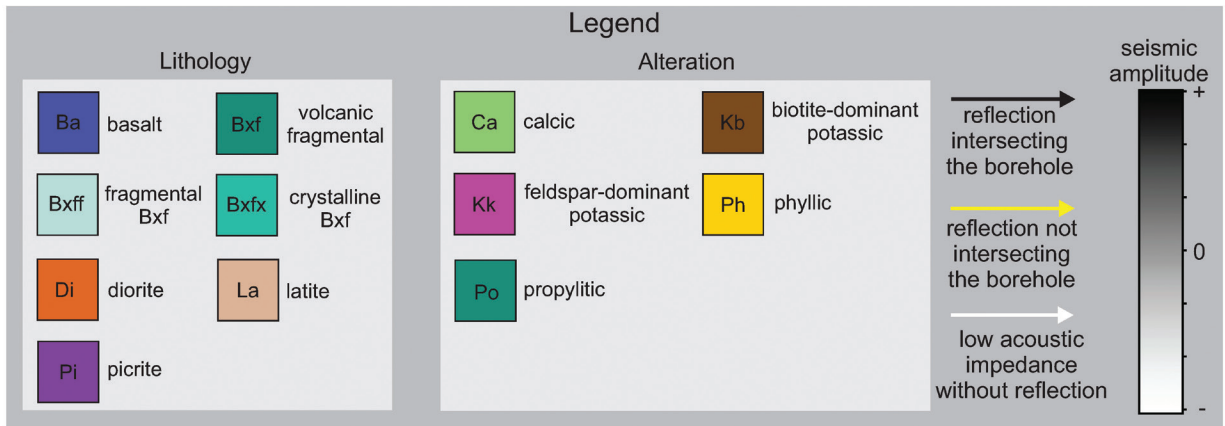 Legend
Lithology
Ba basalt
Bxf volcanic
fragmental
Bxff fragmental
Bxf
Bxfx crystalline
Bxf
Di diorite
La latite
Pi picrite
Alteration
Ca calcic
Kb biotite-dominant
potassic
Kk feldspar-dominant
potassic
Ph phyllic
Po propylitic
reflection
intersecting
the borehole
reflection not
intersecting
the borehole
low acoustic
impedance
without reflection
seismic
amplitude
+
0
-